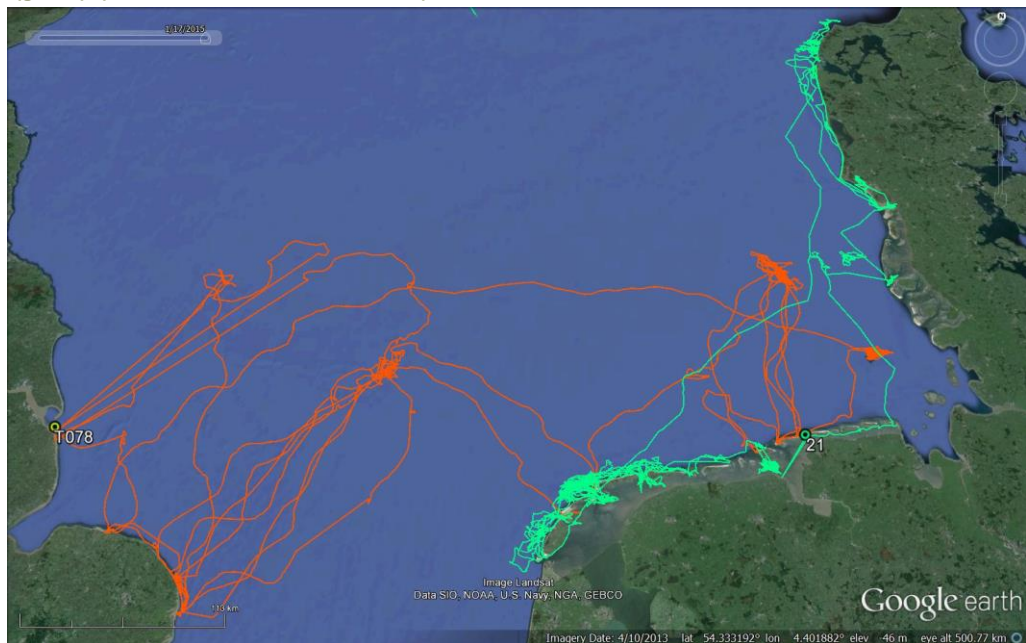 1/17/2015
N
T078
21
113 km
Image Landsat
Data SIO, NOAA, U.S. Navy, NGA, GEBCO
Google earth
Imagery Date: 4/10/2013 lat 54.333192° lon 4.401882° elev -46 m eye alt 500.77 km